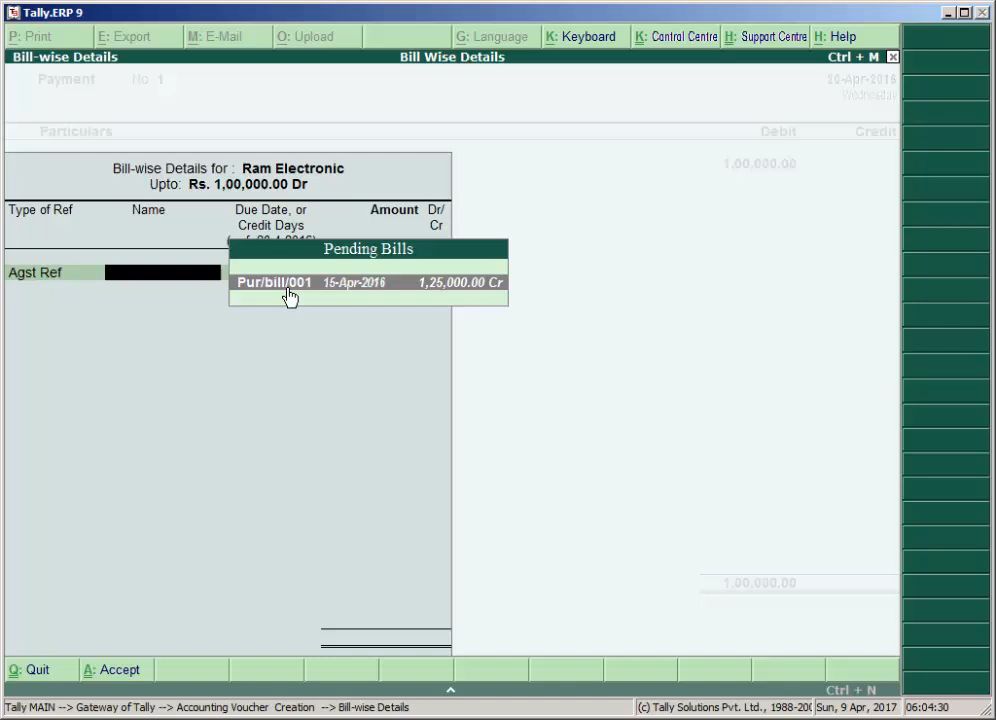 Tally.ERP 9
P: Print E: Export M: E-Mail O: Upload G: Language K: Keyboard K: Control Centre H: Support Centre H: Help
Bill-wise Details Bill Wise Details Ctrl + M
Payment No. 1 20-Apr-2016
Wednesday
Particulars Debit Credit
1,00,000.00
Bill-wise Details for : Ram Electronic
Upto: Rs. 1,00,000.00 Dr
Type of Ref Name Due Date, or Amount Dr/
Credit Days Cr
Pending Bills
Agst Ref
Pur/bill/001 15-Apr-2016 1,25,000.00 Cr
1,00,000.00
Q: Quit A: Accept
Ctrl + N
Tally MAIN --> Gateway of Tally --> Accounting Voucher Creation --> Bill-wise Details (c) Tally Solutions Pvt. Ltd., 1988-200 Sun, 9 Apr, 2017 06:04:30